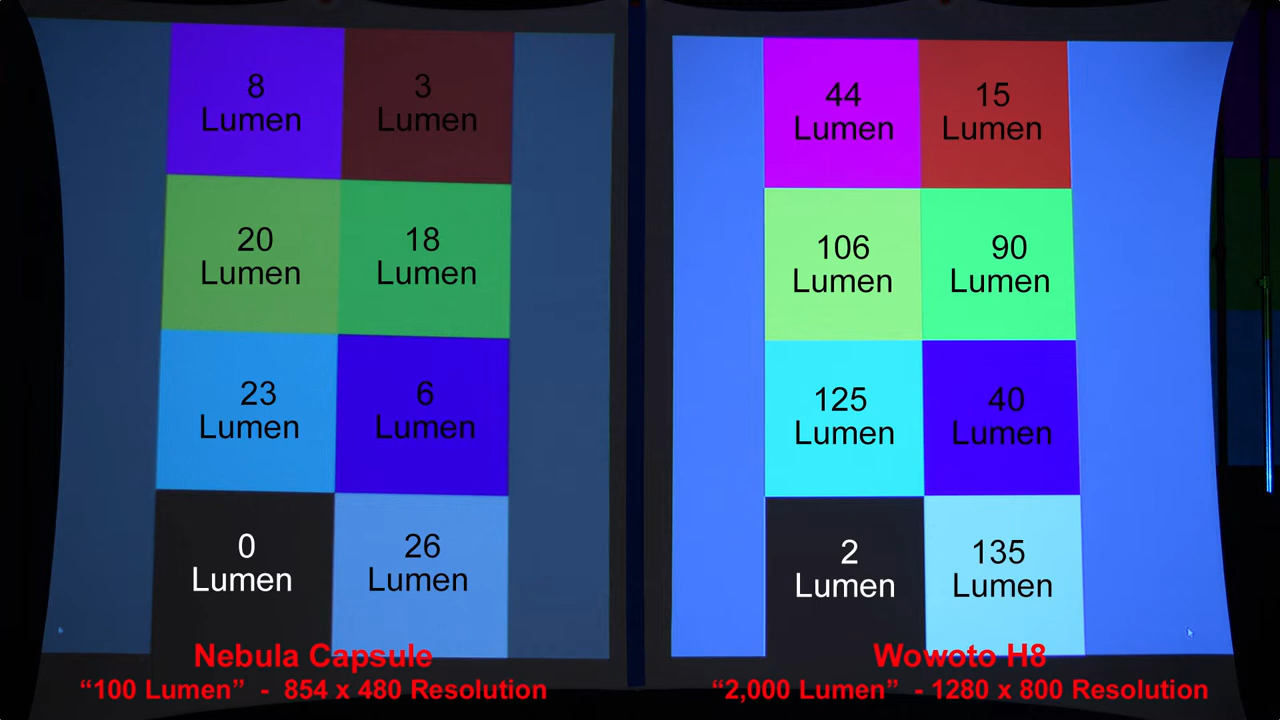 8
Lumen
3
Lumen
20
Lumen
18
Lumen
23
Lumen
6
Lumen
0
Lumen
26
Lumen
Nebula Capsule
“100 Lumen” - 854 x 480 Resolution
44
Lumen
15
Lumen
106
Lumen
90
Lumen
125
Lumen
40
Lumen
2
Lumen
135
Lumen
Wowoto H8
“2,000 Lumen” - 1280 x 800 Resolution